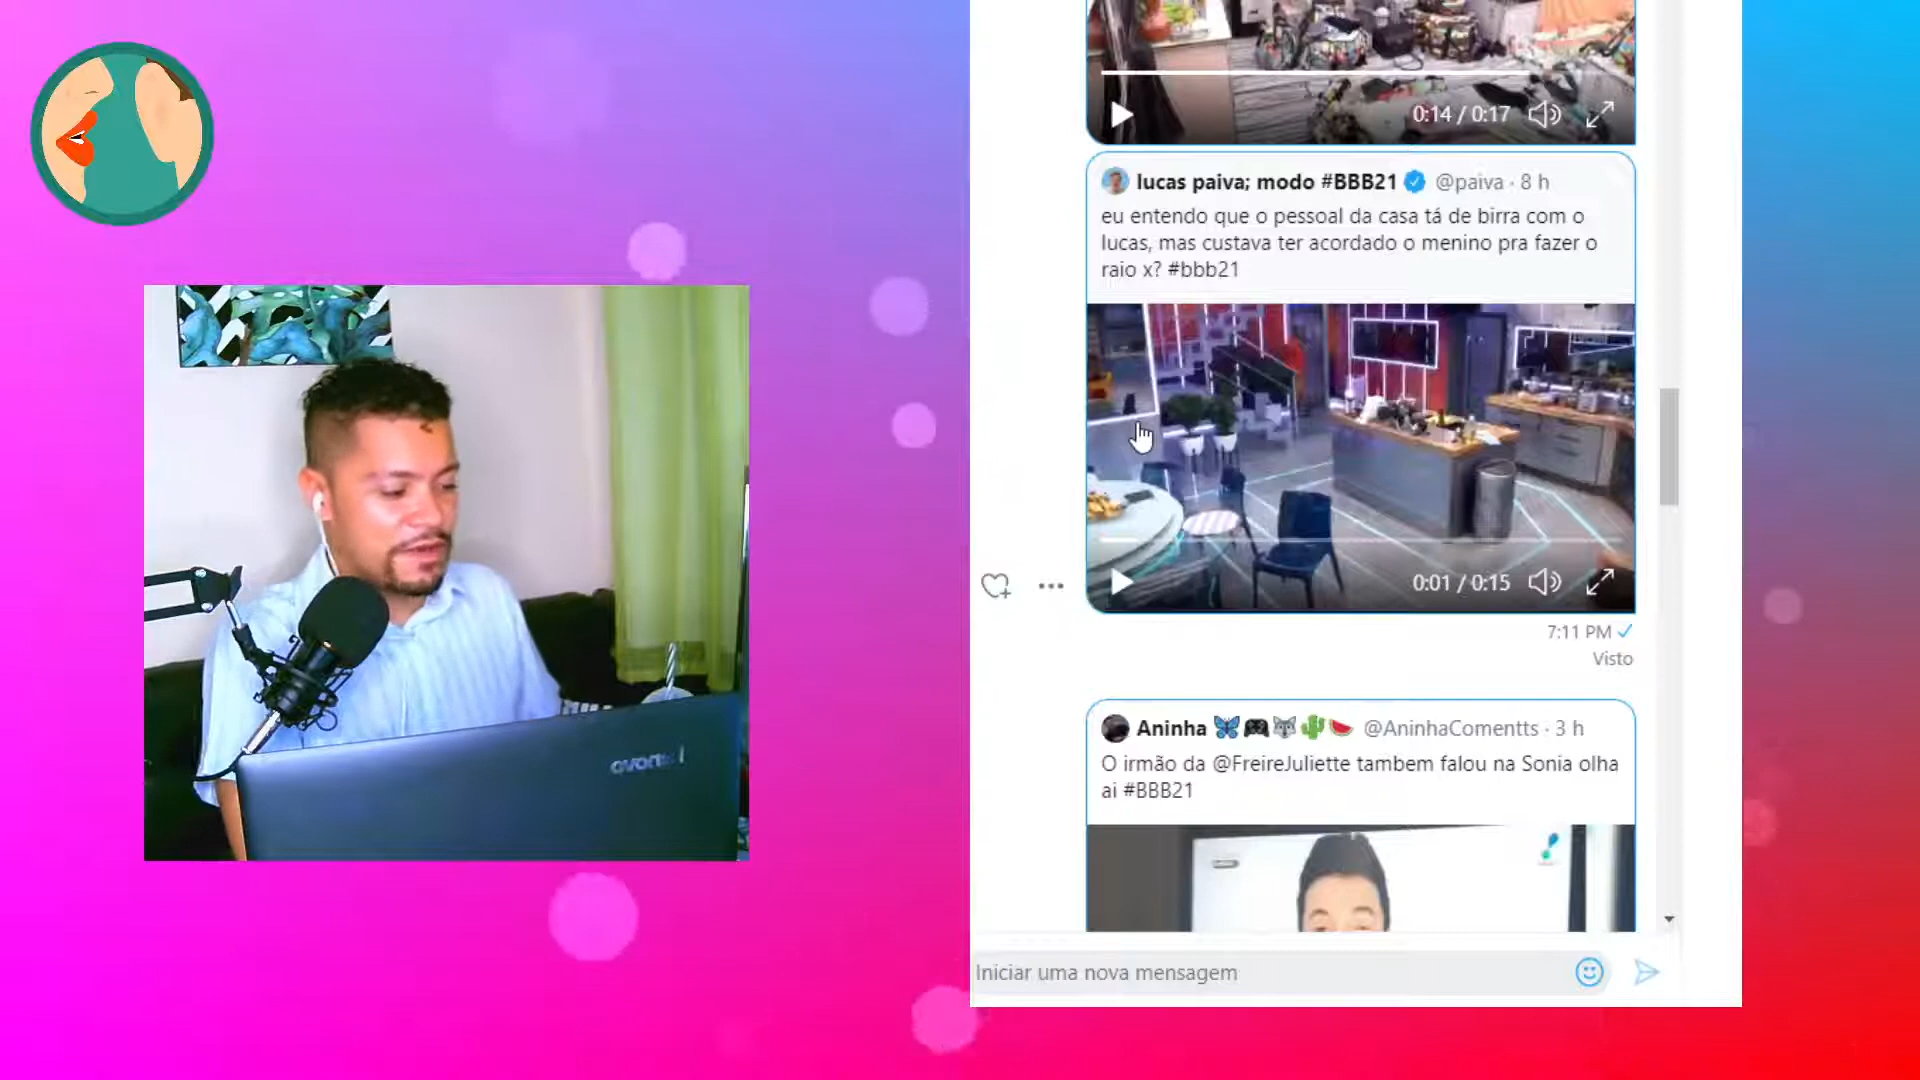 0:14 / 0:17
lucas paiva; modo #BBB21 @paiva · 8 h
eu entendo que o pessoal da casa tá de birra com o
lucas, mas custava ter acordado o menino pra fazer o
raio x? #bbb21
0:01 / 0:15
7:11 PM
Visto
Aninha 🦋🎮🐺🌵🍉 @AninhaComentts · 3 h
O irmão da @FreireJuliette tambem falou na Sonia olha
ai #BBB21
Iniciar uma nova mensagem